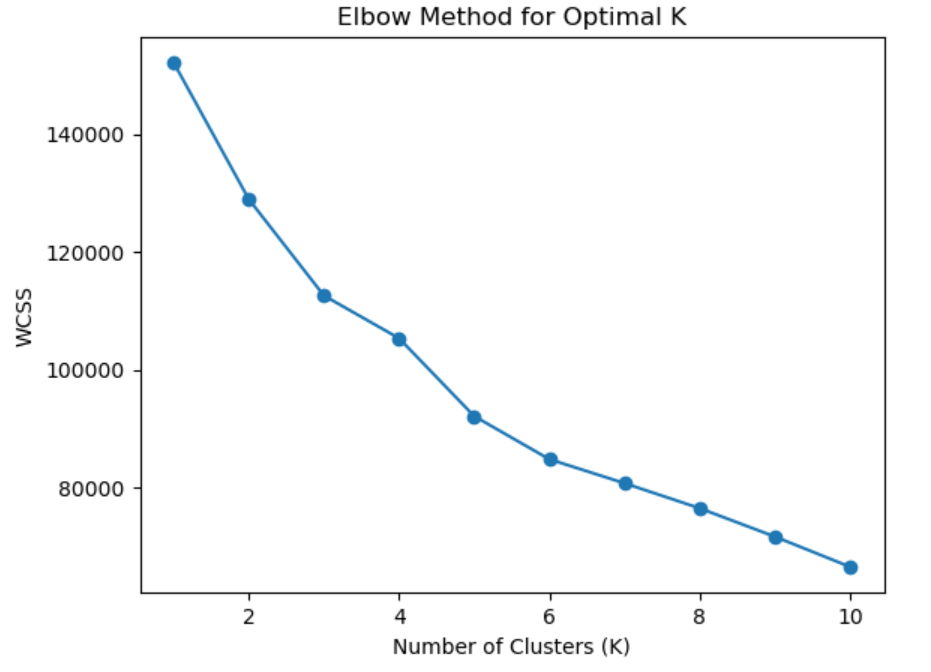 Elbow Method for Optimal K
140000
120000
100000
80000
WCSS
2 4 6 8 10
Number of Clusters (K)